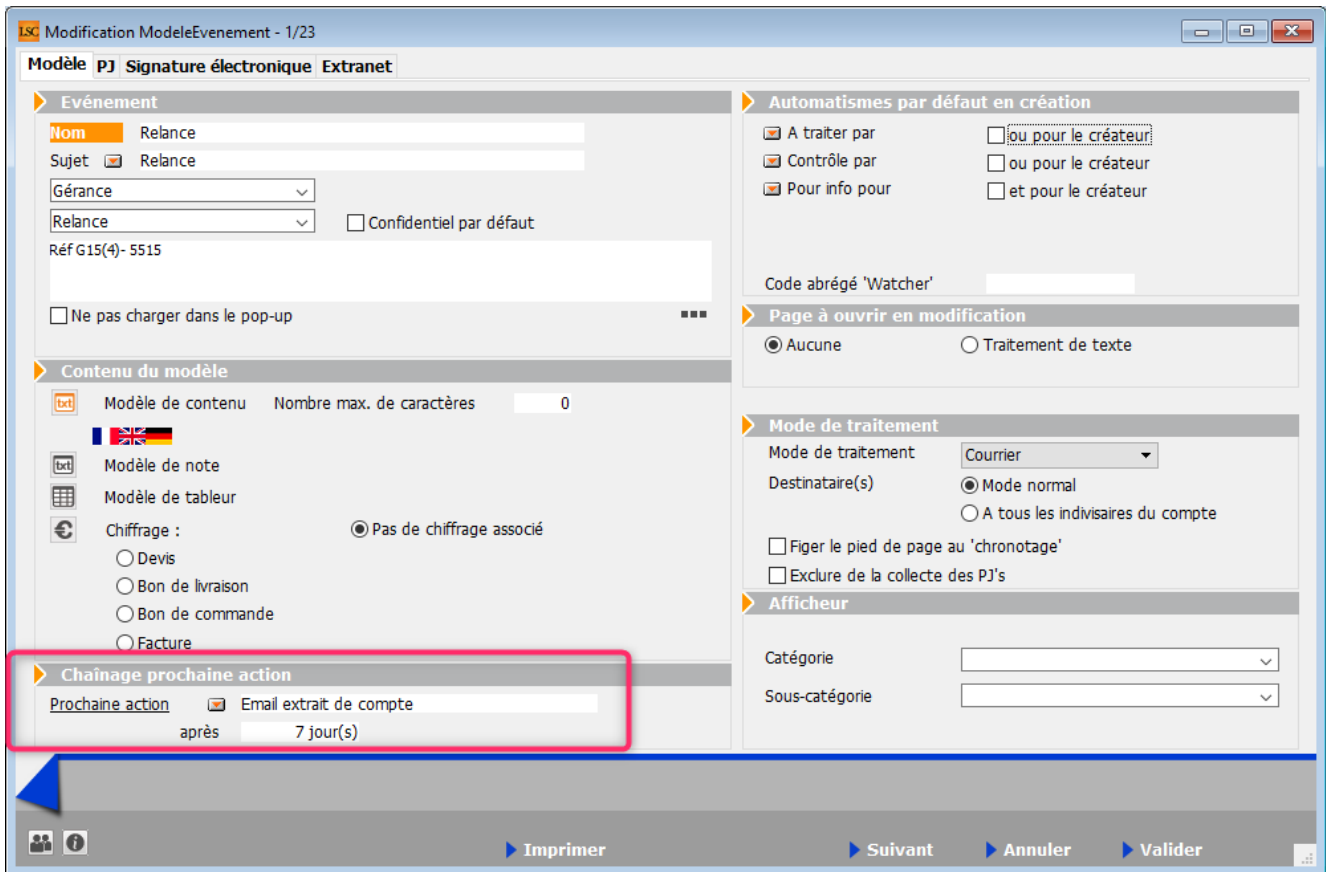 LSC Modification ModeleEvenement - 1/23
Modèle PJ Signature électronique Extranet
Evénement
Nom Relance
Sujet Relance
Gérance
Relance Confidentiel par défaut
Réf G15(4)- 5515
Ne pas charger dans le pop-up
Contenu du modèle
txt Modèle de contenu Nombre max. de caractères 0
txt Modèle de note
Modèle de tableur
€ Chiffrage : Pas de chiffrage associé
Devis
Bon de livraison
Bon de commande
Facture
Chaînage prochaine action
Prochaine action Email extrait de compte
après 7 jour(s)
Automatismes par défaut en création
A traiter par ou pour le créateur
Contrôle par ou pour le créateur
Pour info pour et pour le créateur
Code abrégé 'Watcher'
Page à ouvrir en modification
Aucune Traitement de texte
Mode de traitement
Mode de traitement Courrier
Destinataire(s) Mode normal
A tous les indivisaires du compte
Figer le pied de page au 'chronotage'
Exclure de la collecte des PJ's
Afficheur
Catégorie
Sous-catégorie
Imprimer Suivant Annuler Valider